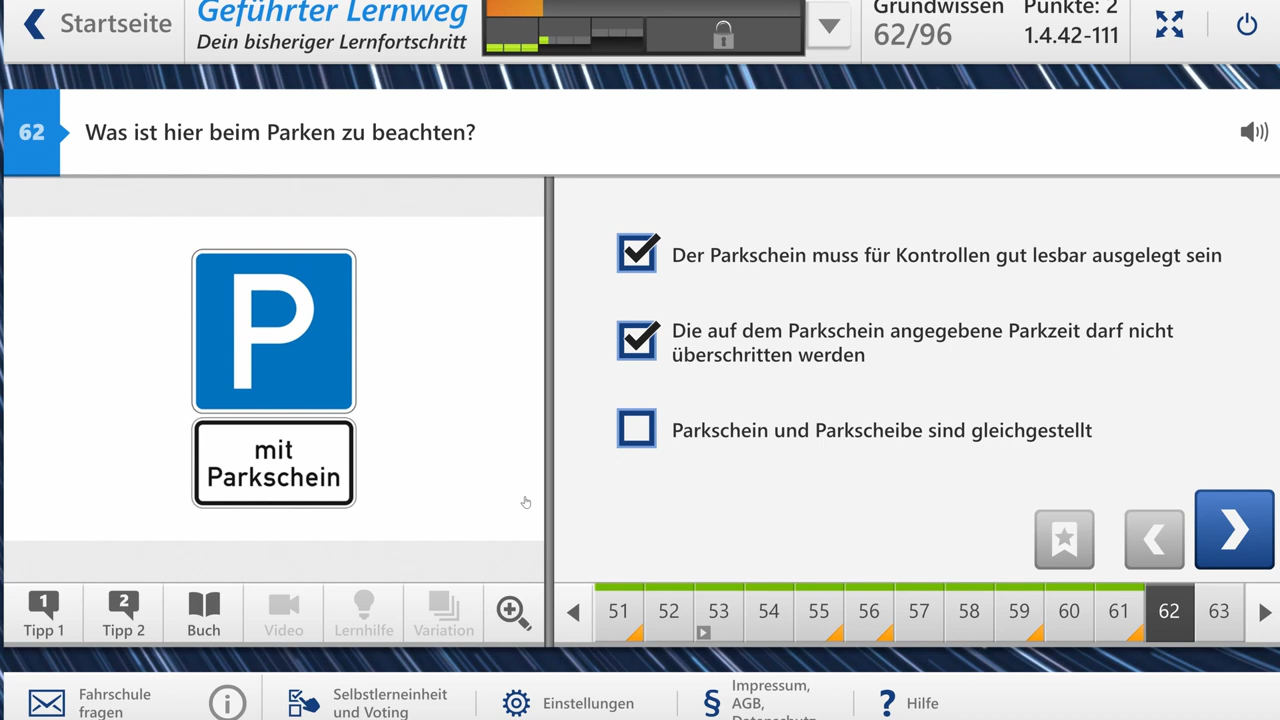 Startseite
Geführter Lernweg
Dein bisheriger Lernfortschritt
Grundwissen
62/96
Punkte: 2
1.4.42-111
62
Was ist hier beim Parken zu beachten?
P
mit
Parkschein
Der Parkschein muss für Kontrollen gut lesbar ausgelegt sein
Die auf dem Parkschein angegebene Parkzeit darf nicht
überschritten werden
Parkschein und Parkscheibe sind gleichgestellt
1
Tipp 1
2
Tipp 2
Buch
Video
Lernhilfe
Variation
51 52 53 54 55 56 57 58 59 60 61 62 63
Fahrschule
fragen
i
Selbstlerneinheit
und Voting
Einstellungen
§
Impressum,
AGB,
Datenschutz
?
Hilfe